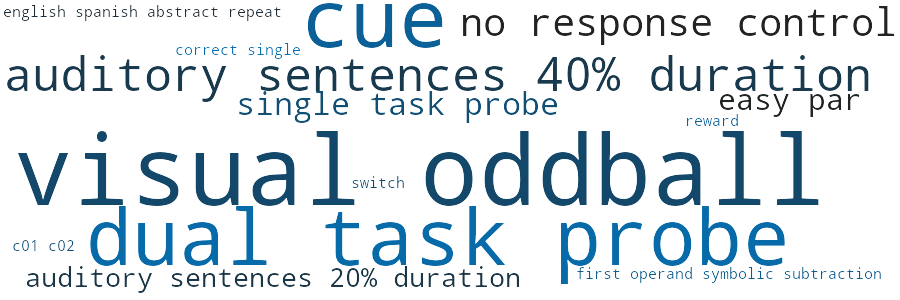 english spanish abstract repeat
cue
no response control
correct single
auditory sentences 40% duration
single task probe
easy par
reward
visual oddball
switch
dual task probe
c01 c02
auditory sentences 20% duration
first operand symbolic subtraction